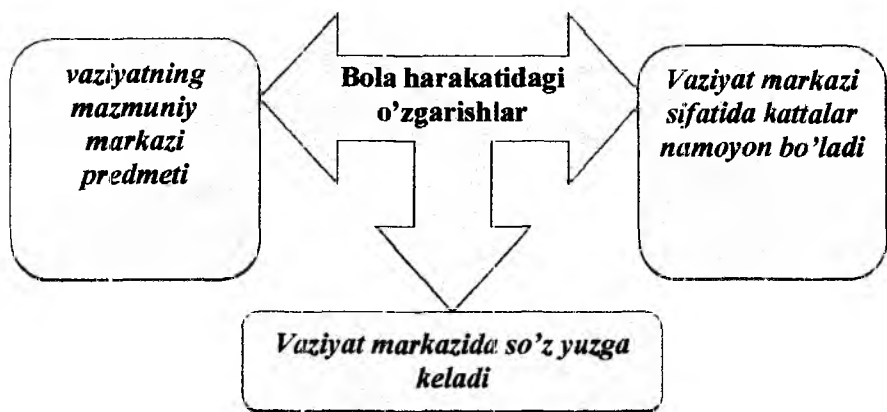 vaziyatning
mazmuniy
markazi
predmeti
Bola harakatidagi
o'zgarishlar
Vaziyat markazi
sifatida kattalar
namoyon bo'ladi
Vaziyat markazida so'z yuzga
keladi